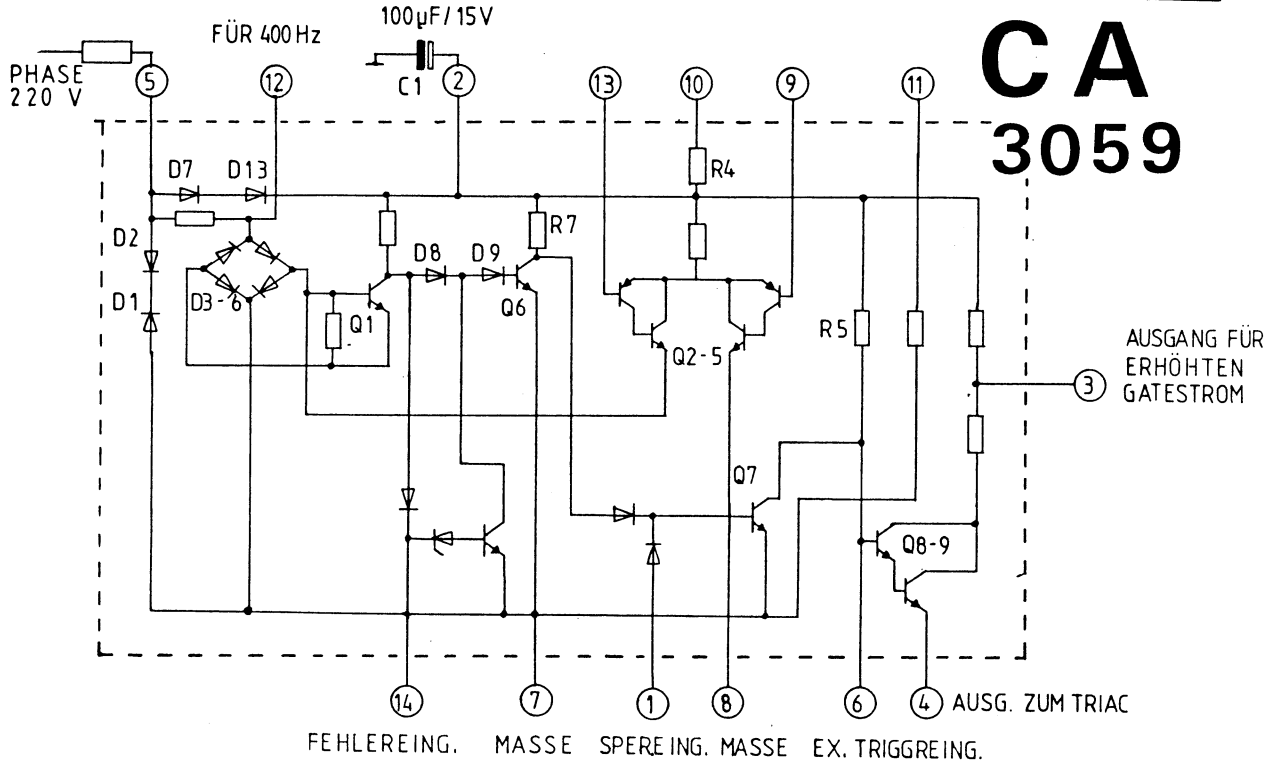 100µF/15V
FÜR 400Hz
CA
3059
PHASE
220 V
5
12
C1
2
13
10
9
11
D7
D13
R4
D2
R7
D8
D9
D1
D3-6
Q1
Q6
Q2-5
R5
AUSGANG FÜR
ERHÖHTEN
GATESTROM
3
Q7
Q8-9
14
7
1
8
6
4
AUSG. ZUM TRIAC
FEHLEREING. MASSE SPEREING. MASSE EX. TRIGGREING.